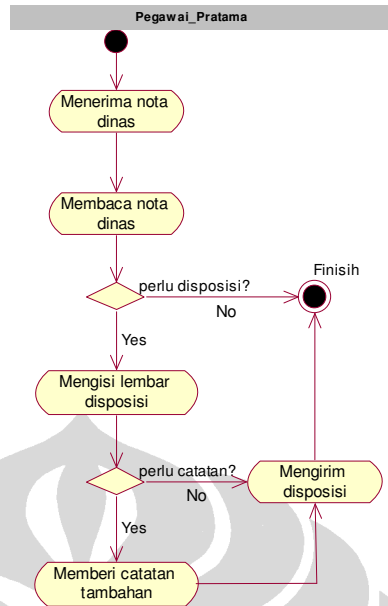 Pegawai_Pratama
Menerima nota
dinas
Membaca nota
dinas
perlu disposisi?
Finisih
No
Yes
Mengisi lembar
disposisi
perlu catatan?
No
Mengirim
disposisi
Yes
Memberi catatan
tambahan